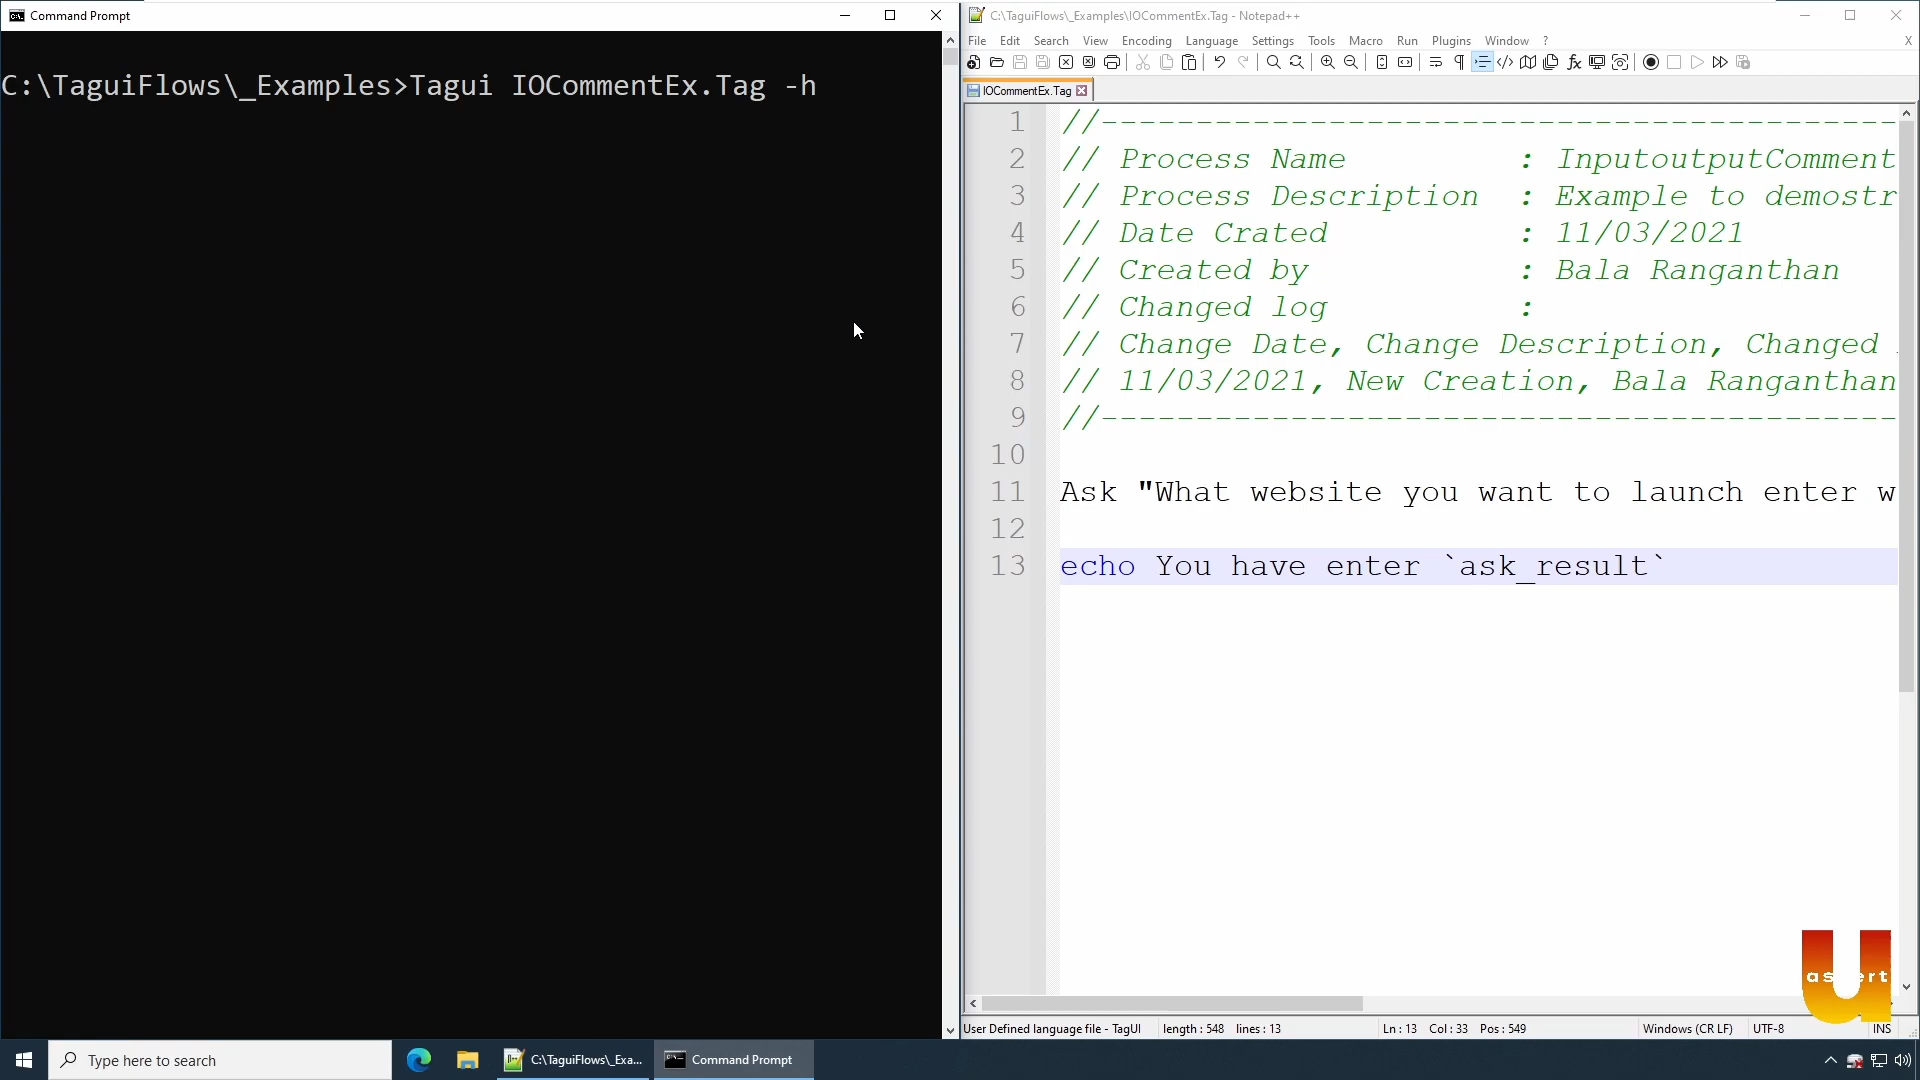 Command Prompt
C:\TaguiFlows\_Examples>Tagui IOCommentEx.Tag -h
C:\TaguiFlows\_Examples\IOCommentEx.Tag - Notepad++
File Edit Search View Encoding Language Settings Tools Macro Run Plugins Window ? X
IOCommentEx.Tag
1 //------------------------------------------
2 // Process Name : InputoutputComment
3 // Process Description : Example to demostr
4 // Date Crated : 11/03/2021
5 // Created by : Bala Ranganthan
6 // Changed log :
7 // Change Date, Change Description, Changed
8 // 11/03/2021, New Creation, Bala Ranganthan
9 //------------------------------------------
10
11 Ask "What website you want to launch enter w
12
13 echo You have enter `ask_result`
User Defined language file - TagUI length : 548 lines : 13 Ln : 13 Col : 33 Pos : 549 Windows (CR LF) UTF-8 INS
Type here to search
C:\TaguiFlows\_Exa...
Command Prompt